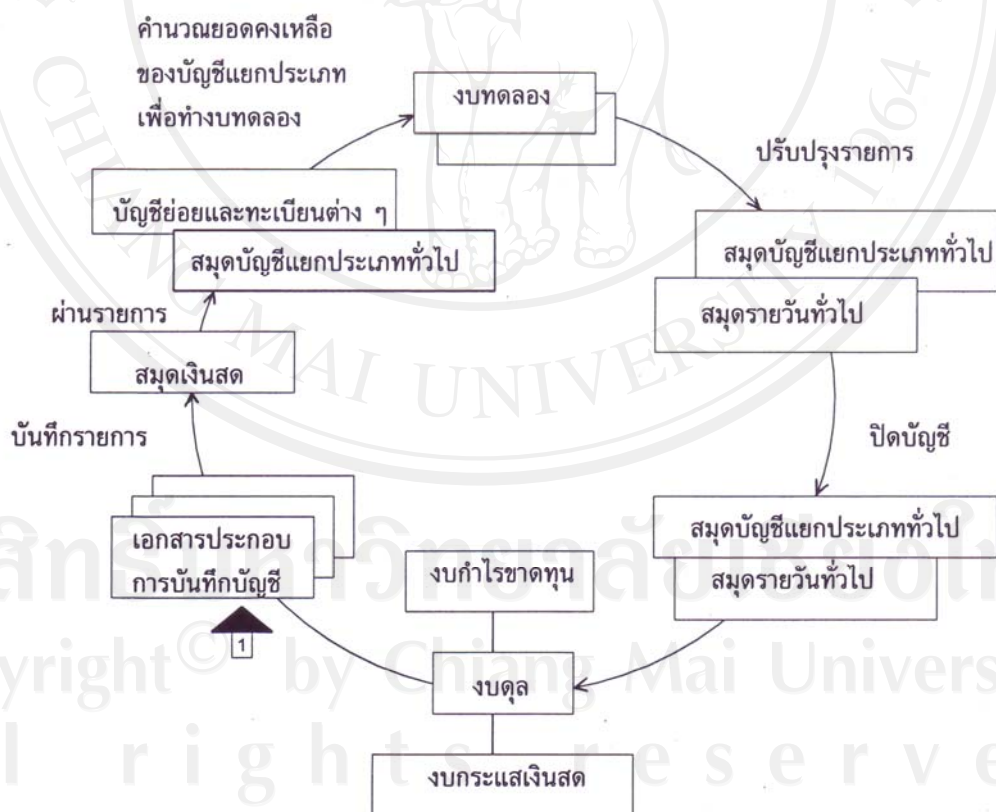 คำนวณยอดคงเหลือ
ของบัญชีแยกประเภท
เพื่อทำงบทดลอง
งบทดลอง
ปรับปรุงรายการ
บัญชีย่อยและทะเบียนต่าง ๆ
สมุดบัญชีแยกประเภททั่วไป
สมุดบัญชีแยกประเภททั่วไป
สมุดรายวันทั่วไป
ผ่านรายการ
สมุดเงินสด
บันทึกรายการ
ปิดบัญชี
เอกสารประกอบ
การบันทึกบัญชี
1
สมุดบัญชีแยกประเภททั่วไป
สมุดรายวันทั่วไป
งบกำไรขาดทุน
งบดุล
งบกระแสเงินสด
CHIANG MAI UNIVERSITY 1964
yright © by Chiang Mai Univers
l rights reserve